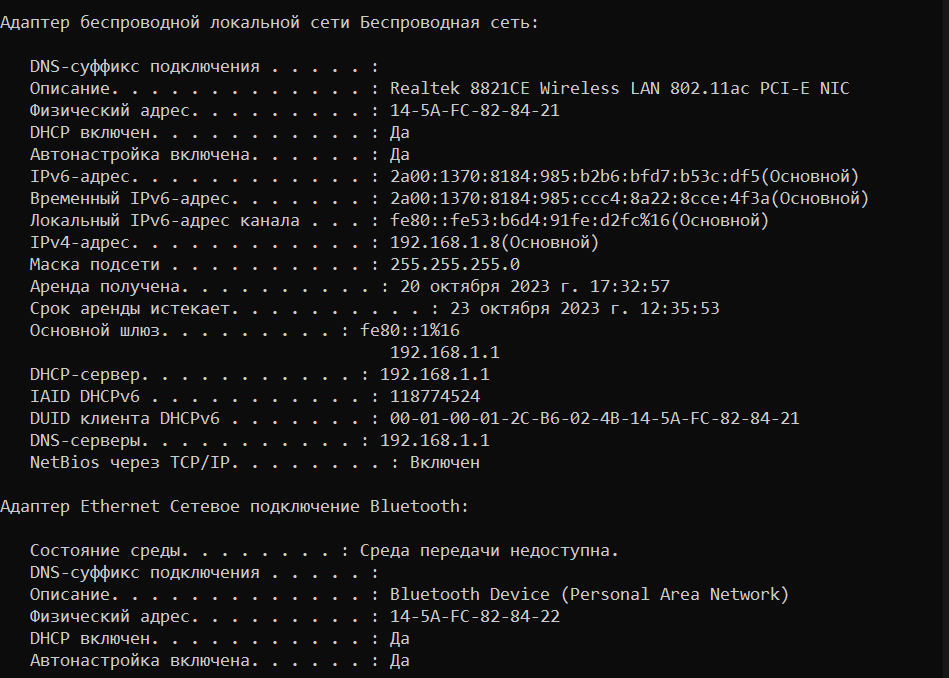 Адаптер беспроводной локальной сети Беспроводная сеть:
DNS-суффикс подключения . . . . . :
Описание. . . . . . . . . . . . . : Realtek 8821CE Wireless LAN 802.11ac PCI-E NIC
Физический адрес. . . . . . . . . : 14-5A-FC-82-84-21
DHCP включен. . . . . . . . . . . : Да
Автонастройка включена. . . . . . : Да
IPv6-адрес. . . . . . . . . . . . : 2a00:1370:8184:985:b2b6:bfd7:b53c:df5(Основной)
Временный IPv6-адрес. . . . . . . : 2a00:1370:8184:985:ccc4:8a22:8cce:4f3a(Основной)
Локальный IPv6-адрес канала . . . : fe80::fe53:b6d4:91fe:d2fc%16(Основной)
IPv4-адрес. . . . . . . . . . . . : 192.168.1.8(Основной)
Маска подсети . . . . . . . . . . : 255.255.255.0
Аренда получена. . . . . . . . . . : 20 октября 2023 г. 17:32:57
Срок аренды истекает. . . . . . . . . . : 23 октября 2023 г. 12:35:53
Основной шлюз. . . . . . . . . : fe80::1%16
192.168.1.1
DHCP-сервер. . . . . . . . . . . : 192.168.1.1
IAID DHCPv6 . . . . . . . . . . . : 118774524
DUID клиента DHCPv6 . . . . . . . : 00-01-00-01-2C-B6-02-4B-14-5A-FC-82-84-21
DNS-серверы. . . . . . . . . . . : 192.168.1.1
NetBios через TCP/IP. . . . . . . . : Включен
Адаптер Ethernet Сетевое подключение Bluetooth:
Состояние среды. . . . . . . . : Среда передачи недоступна.
DNS-суффикс подключения . . . . . :
Описание. . . . . . . . . . . . . : Bluetooth Device (Personal Area Network)
Физический адрес. . . . . . . . . : 14-5A-FC-82-84-22
DHCP включен. . . . . . . . . . . : Да
Автонастройка включена. . . . . . : Да